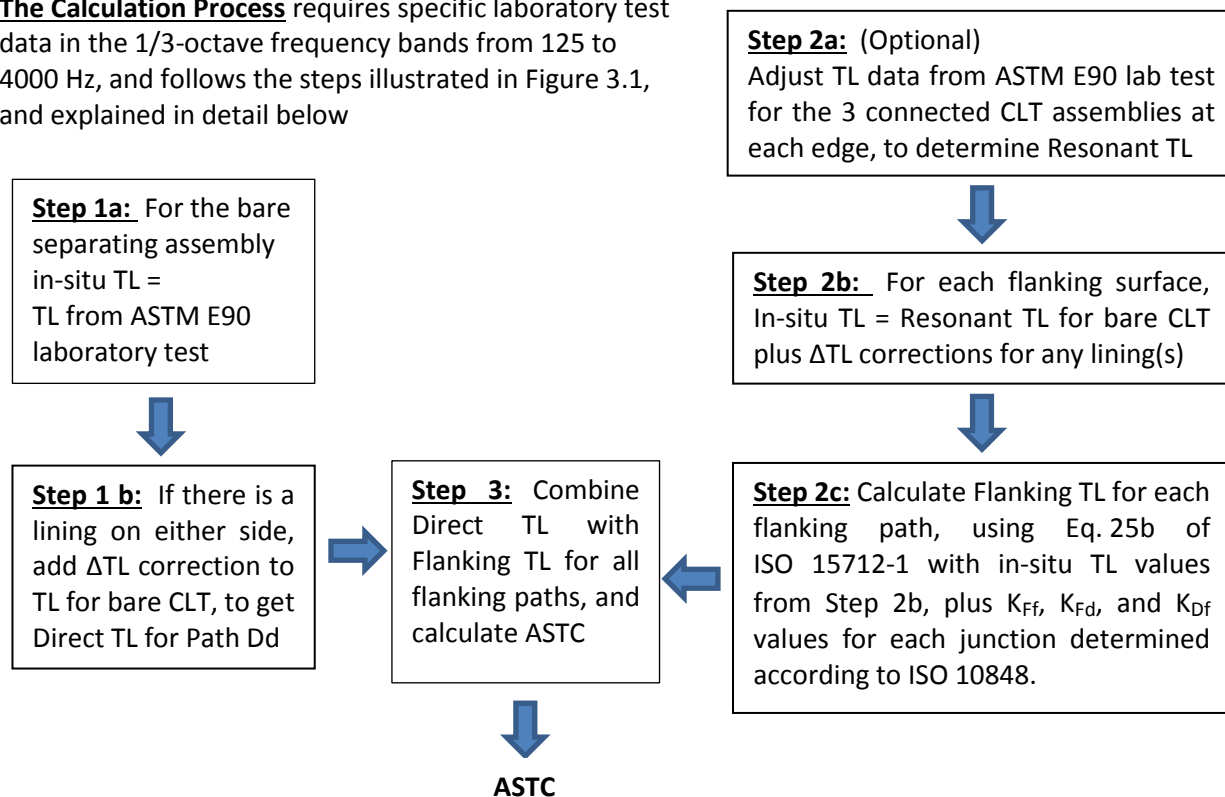 The Calculation Process requires specific laboratory test
data in the 1/3-octave frequency bands from 125 to
4000 Hz, and follows the steps illustrated in Figure 3.1,
and explained in detail below
Step 1a: For the bare
separating assembly
in-situ TL =
TL from ASTM E90
laboratory test
Step 1 b: If there is a
lining on either side,
add ΔTL correction to
TL for bare CLT, to get
Direct TL for Path Dd
Step 2a: (Optional)
Adjust TL data from ASTM E90 lab test
for the 3 connected CLT assemblies at
each edge, to determine Resonant TL
Step 2b: For each flanking surface,
In-situ TL = Resonant TL for bare CLT
plus ΔTL corrections for any lining(s)
Step 2c: Calculate Flanking TL for each
flanking path, using Eq. 25b of
ISO 15712-1 with in-situ TL values
from Step 2b, plus KFf, KFd, and KDf
values for each junction determined
according to ISO 10848.
Step 3: Combine
Direct TL with
Flanking TL for all
flanking paths, and
calculate ASTC
ASTC